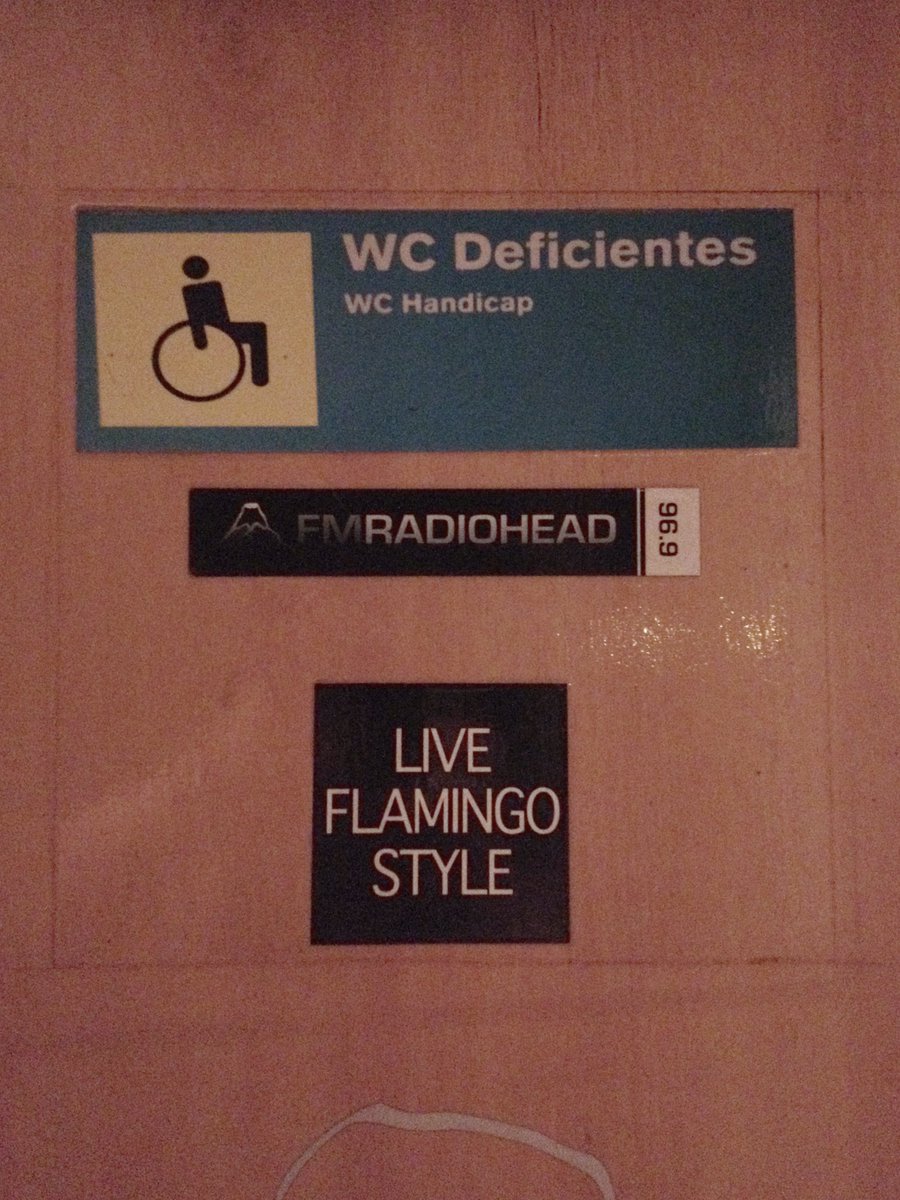 WC Deficientes
WC Handicap
FMRADIOHEAD 96.9
LIVE
FLAMINGO
STYLE